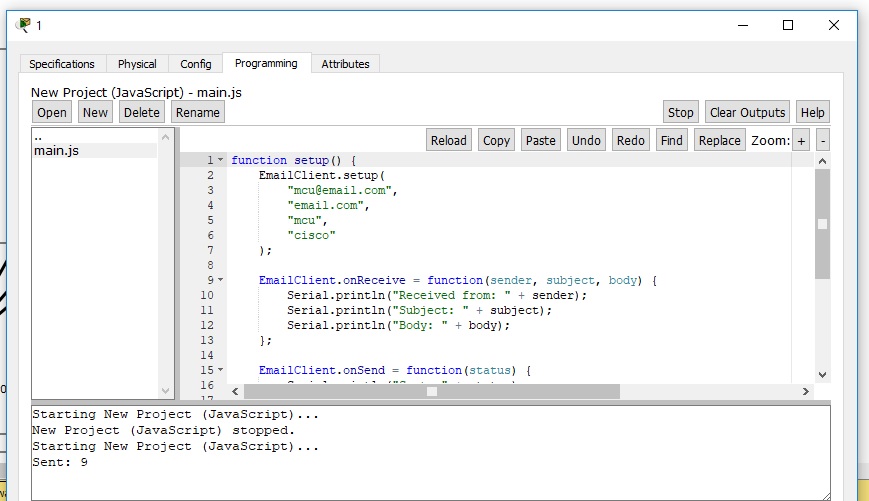 1
Specifications Physical Config Programming Attributes
New Project (JavaScript) - main.js
Open New Delete Rename Stop Clear Outputs Help
Reload Copy Paste Undo Redo Find Replace Zoom: + -
..
main.js
1 function setup() {
2 EmailClient.setup(
3 "mcu@email.com",
4 "email.com",
5 "mcu",
6 "cisco"
7 );
8
9 EmailClient.onReceive = function(sender, subject, body) {
10 Serial.println("Received from: " + sender);
11 Serial.println("Subject: " + subject);
12 Serial.println("Body: " + body);
13 };
14
15 EmailClient.onSend = function(status) {
16
17
Starting New Project (JavaScript)...
New Project (JavaScript) stopped.
Starting New Project (JavaScript)...
Sent: 9